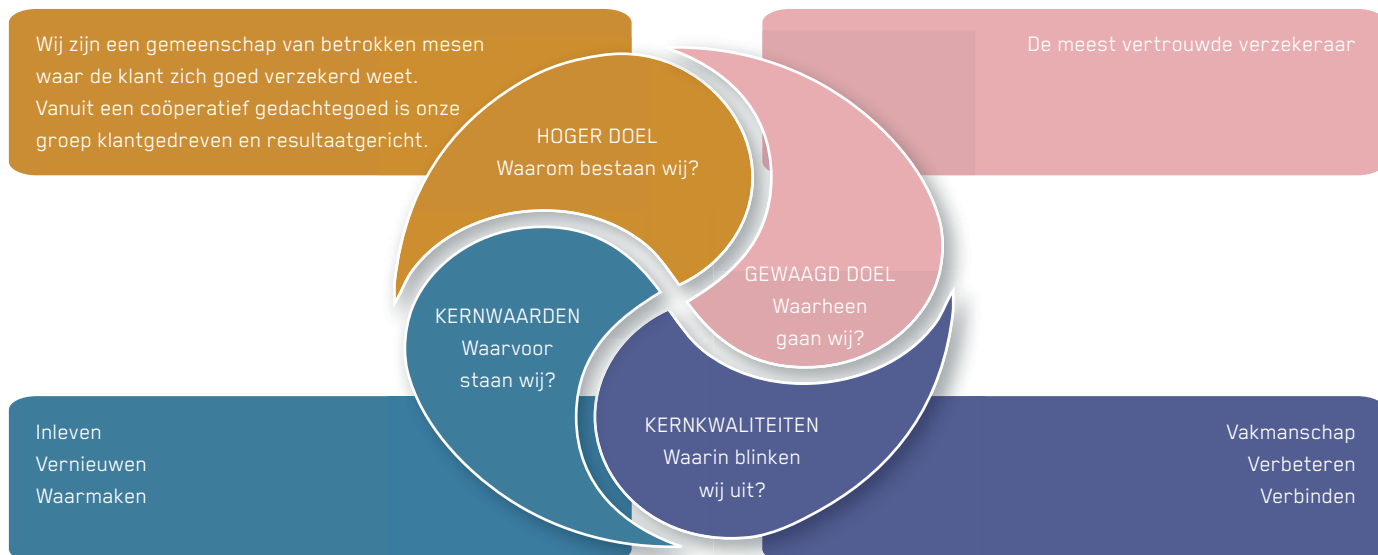 Wij zijn een gemeenschap van betrokken mesen
waar de klant zich goed verzekerd weet.
Vanuit een coöperatief gedachtegoed is onze
groep klantgedreven en resultaatgericht.
De meest vertrouwde verzekeraar
HOGER DOEL
Waarom bestaan wij?
GEWAAGD DOEL
Waarheen
gaan wij?
KERNWAARDEN
Waarvoor
staan wij?
KERNKWALITEITEN
Waarin blinken
wij uit?
Inleven
Vernieuwen
Waarmaken
Vakmanschap
Verbeteren
Verbinden